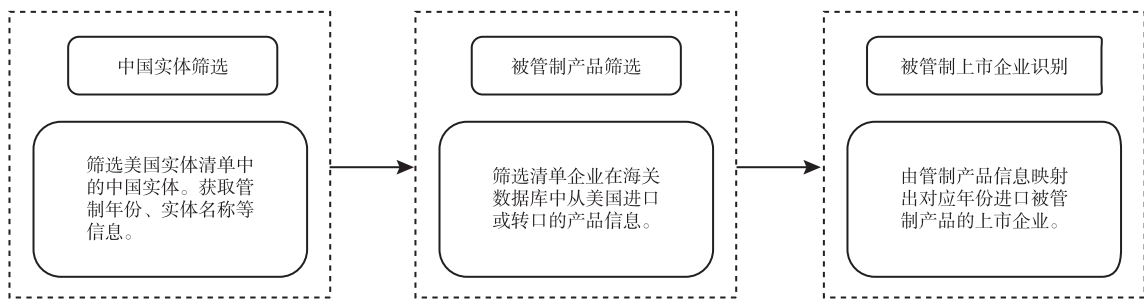 中国实体筛选
筛选美国实体清单中
的中国实体。获取管
制年份、实体名称等
信息。
被管制产品筛选
筛选清单企业在海关
数据库中从美国进口
或转口的产品信息。
被管制上市企业识别
由管制产品信息映射
出对应年份进口被管
制产品的上市企业。